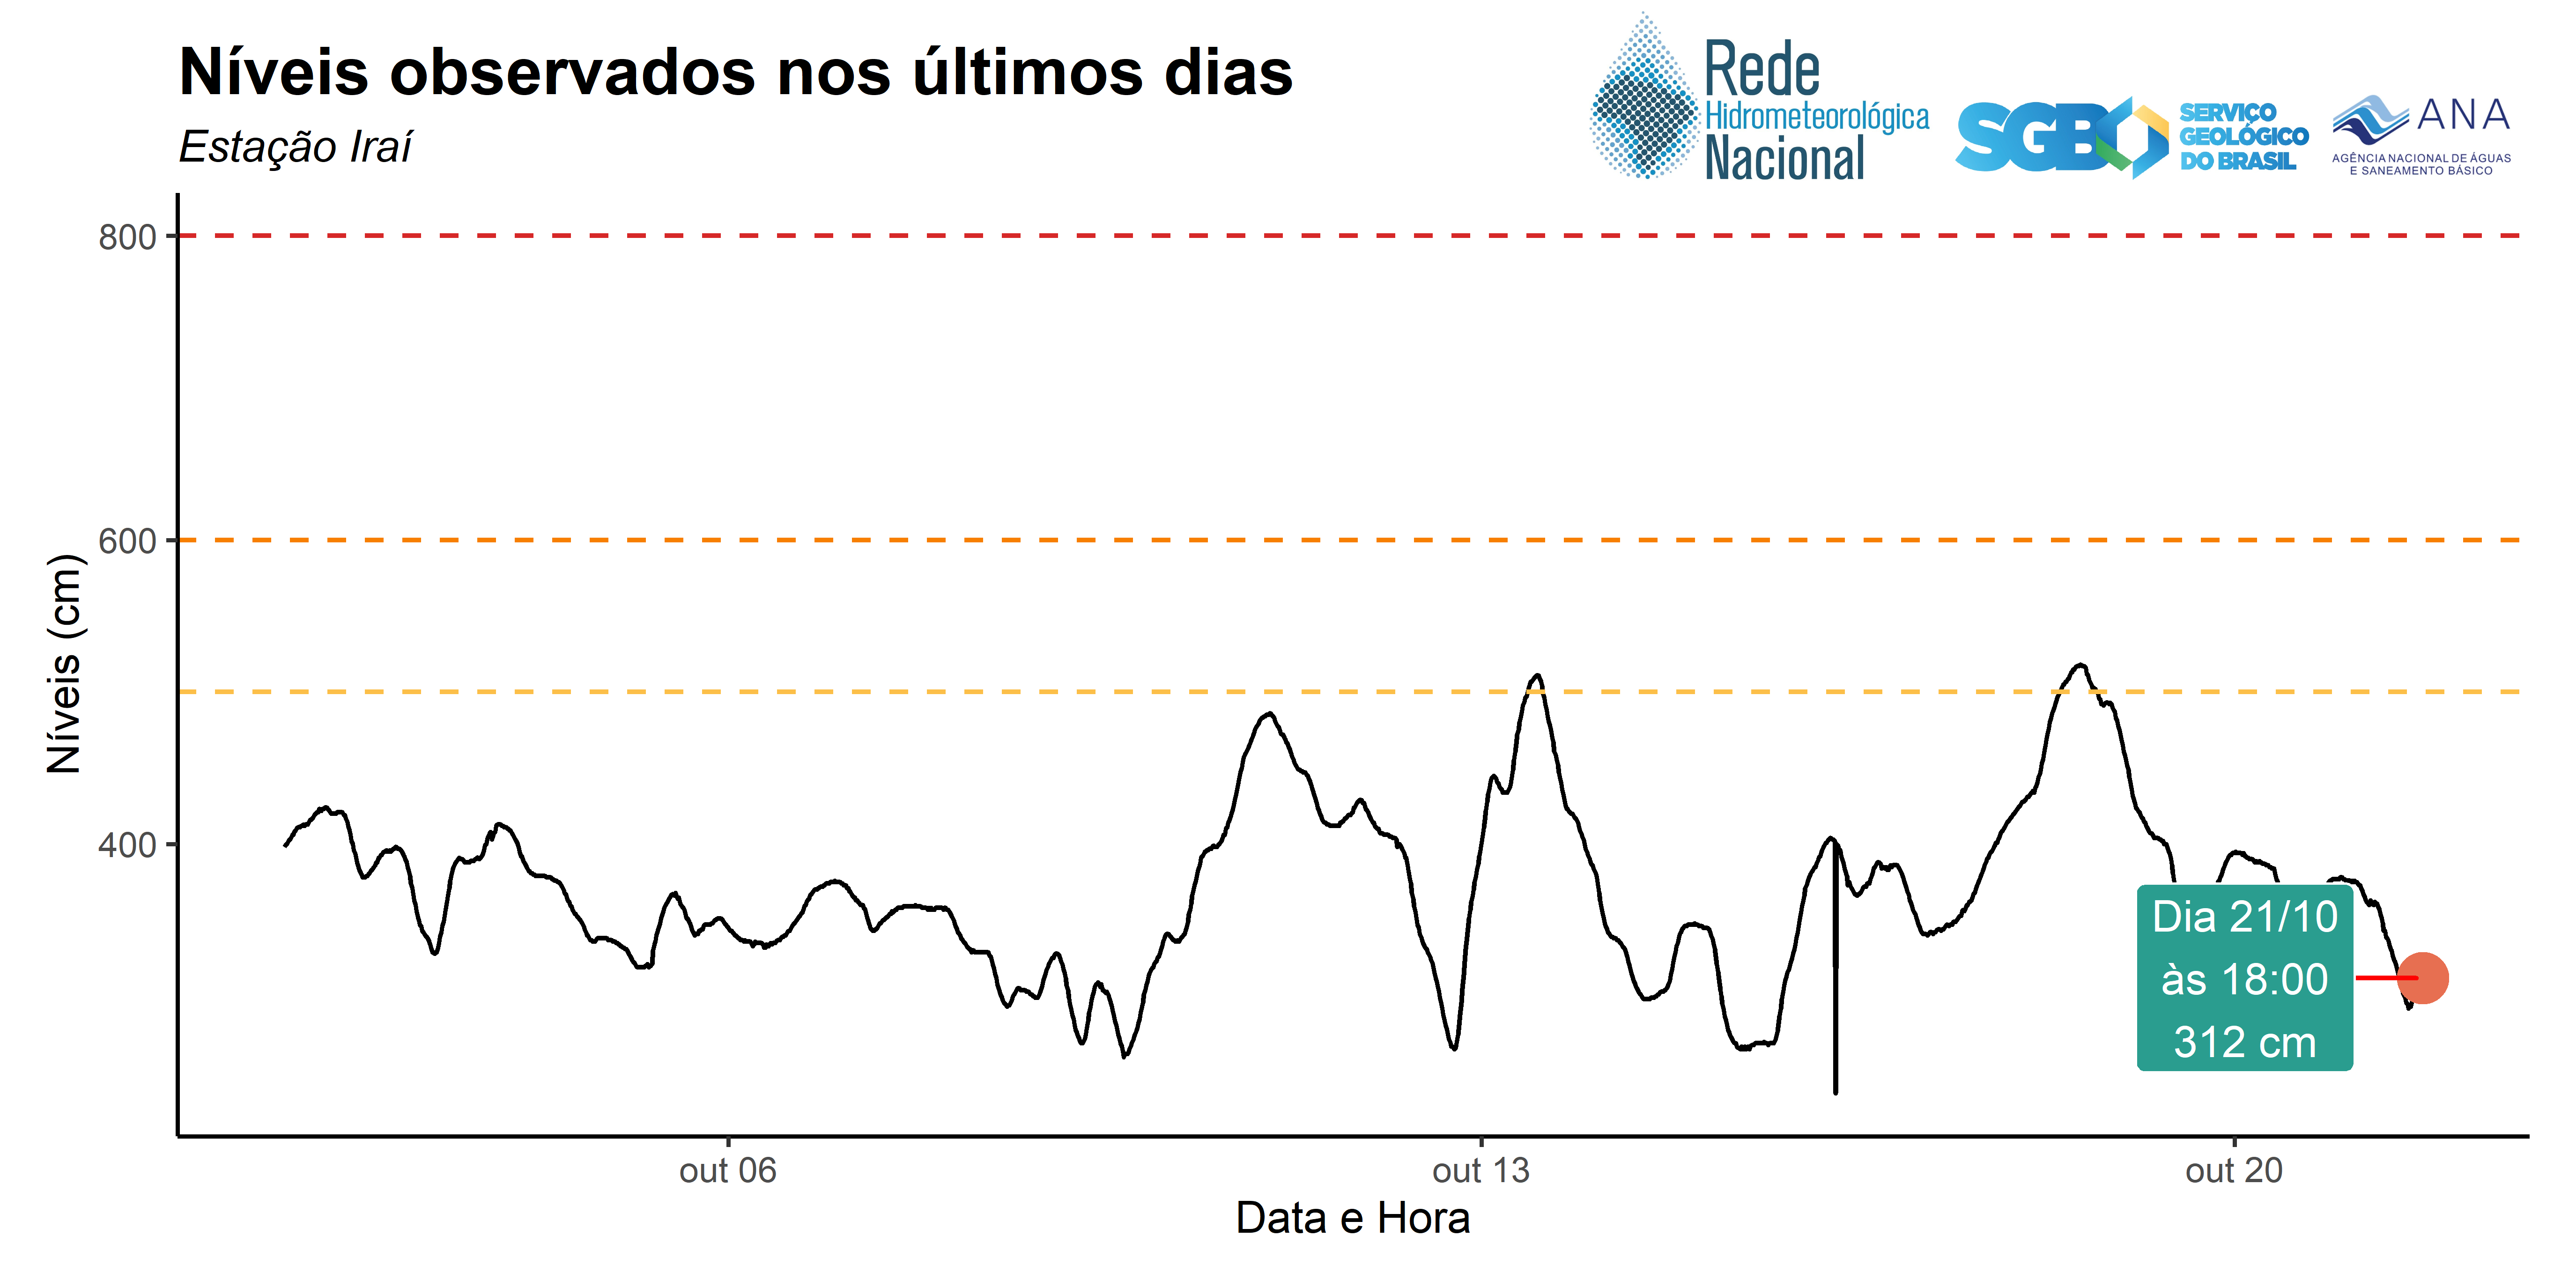 Níveis observados nos últimos dias
Estação Iraí
Rede
Hidrometeorológica
Nacional
SGB
SERVIÇO
GEOLÓGICO
DO BRASIL
ANA
AGÊNCIA NACIONAL DE ÁGUAS
E SANEAMENTO BÁSICO
800
600
400
Níveis (cm)
Dia 21/10
às 18:00
312 cm
out 06
out 13
out 20
Data e Hora